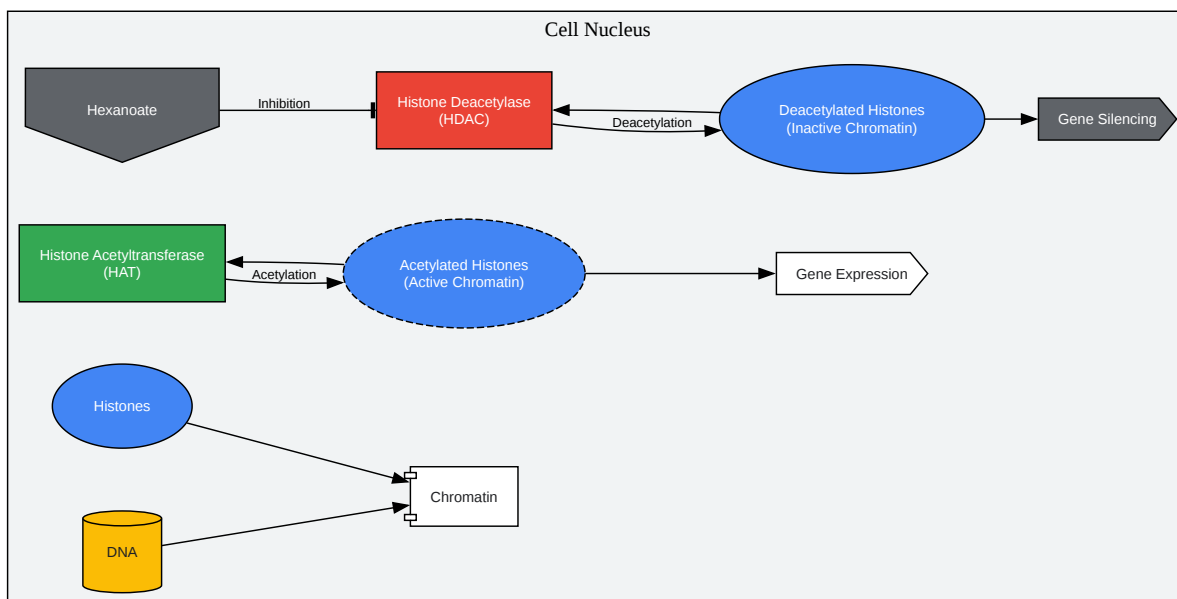 Cell Nucleus
Hexanoate
Inhibition
Histone Deacetylase
(HDAC)
Deacetylation
Deacetylated Histones
(Inactive Chromatin)
Gene Silencing
Histone Acetyltransferase
(HAT)
Acetylation
Acetylated Histones
(Active Chromatin)
Gene Expression
Histones
Chromatin
DNA